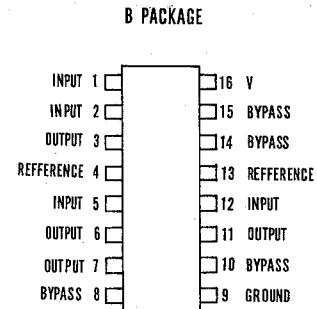 B PACKAGE
INPUT 1 16 V
INPUT 2 15 BYPASS
OUTPUT 3 14 BYPASS
REFFERENCE 4 13 REFFERENCE
INPUT 5 12 INPUT
OUTPUT 6 11 OUTPUT
OUTPUT 7 10 BYPASS
BYPASS 8 9 GROUND